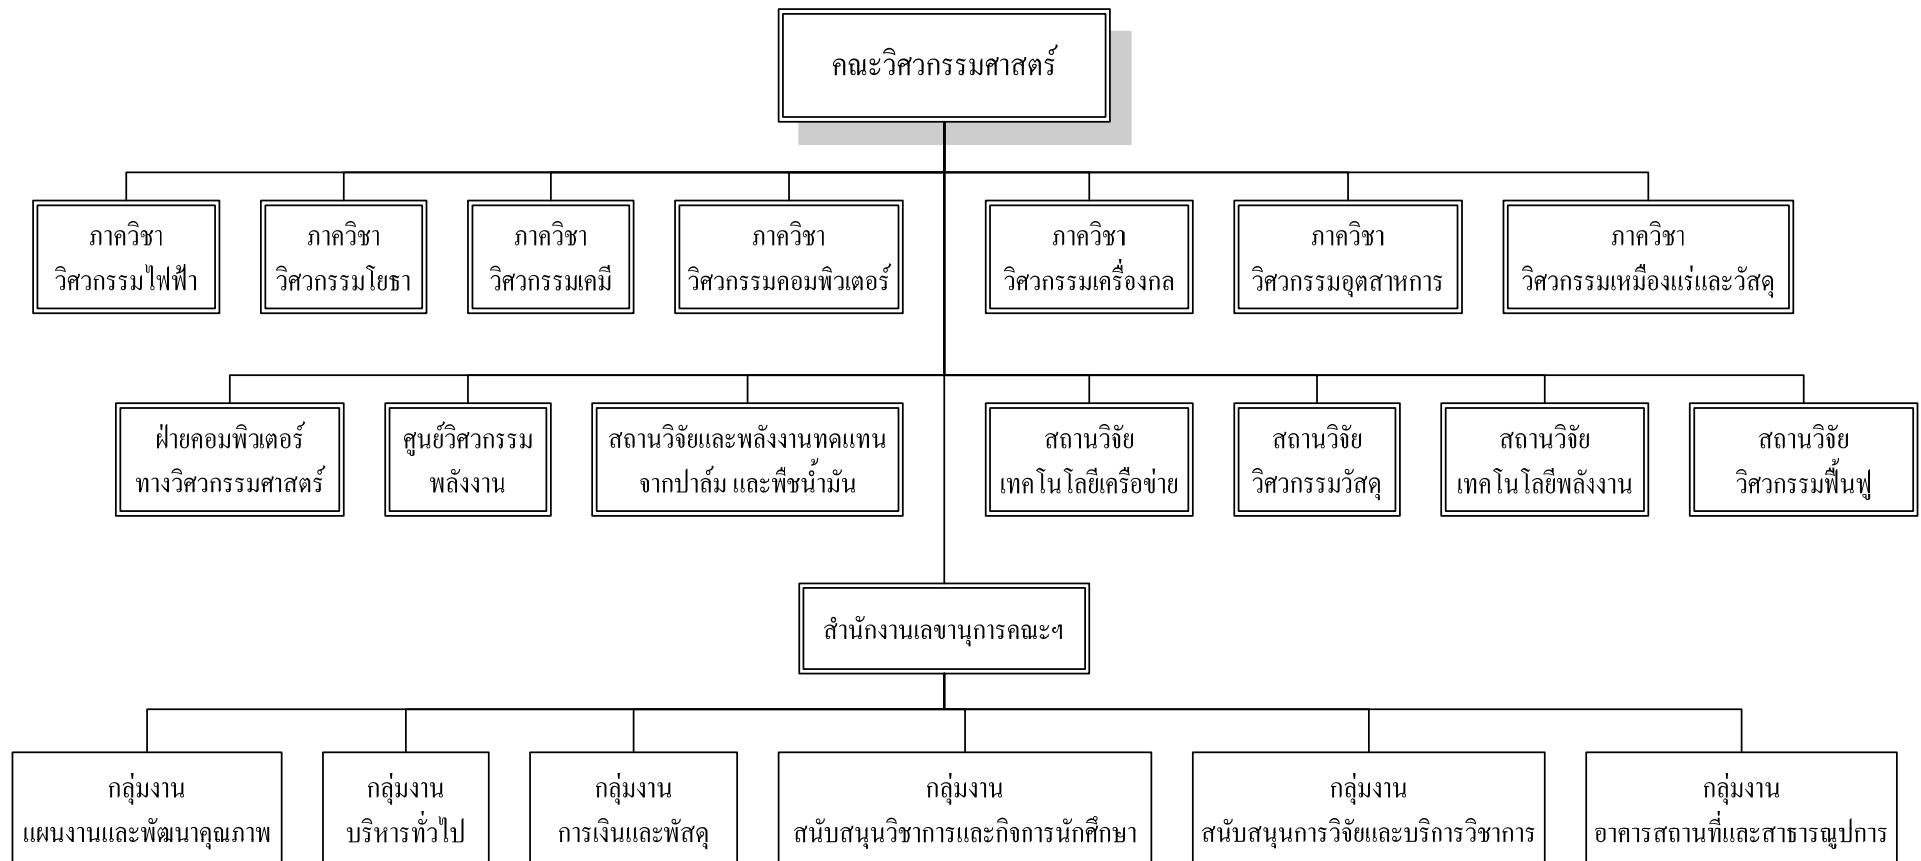 คณะวิศวกรรมศาสตร์
ภาควิชา
วิศวกรรมไฟฟ้า
ภาควิชา
วิศวกรรมโยธา
ภาควิชา
วิศวกรรมเคมี
ภาควิชา
วิศวกรรมคอมพิวเตอร์
ภาควิชา
วิศวกรรมเครื่องกล
ภาควิชา
วิศวกรรมอุตสาหการ
ภาควิชา
วิศวกรรมเหมืองแร่และวัสดุ
ฝ่ายคอมพิวเตอร์
ทางวิศวกรรมศาสตร์
ศูนย์วิศวกรรม
พลังงาน
สถานวิจัยและพลังงานทดแทน
จากปาล์ม และพืชน้ำมัน
สถานวิจัย
เทคโนโลยีเครือข่าย
สถานวิจัย
วิศวกรรมวัสดุ
สถานวิจัย
เทคโนโลยีพลังงาน
สถานวิจัย
วิศวกรรมฟื้นฟู
สำนักงานเลขานุการคณะฯ
กลุ่มงาน
แผนงานและพัฒนาคุณภาพ
กลุ่มงาน
บริหารทั่วไป
กลุ่มงาน
การเงินและพัสดุ
กลุ่มงาน
สนับสนุนวิชาการและกิจการนักศึกษา
กลุ่มงาน
สนับสนุนการวิจัยและบริการวิชาการ
กลุ่มงาน
อาคารสถานที่และสาธารณูปการ